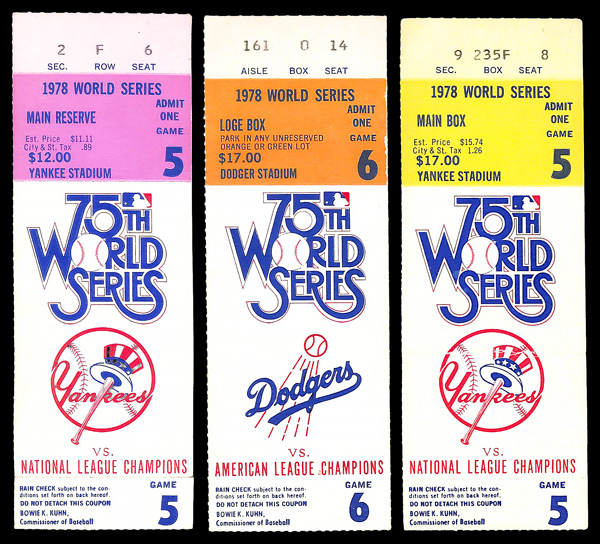 2 F 6
SEC. ROW SEAT
1978 WORLD SERIES
MAIN RESERVE
ADMIT
ONE
Est. Price $11.11
City & St. Tax .89
$12.00
GAME
5
YANKEE STADIUM
75TH
WORLD
SERIES
Yankees
VS.
NATIONAL LEAGUE CHAMPIONS
RAIN CHECK subject to the con-
ditions set forth on back hereof.
DO NOT DETACH THIS COUPON
BOWIE K. KUHN,
Commissioner of Baseball
GAME
5
161 0 14
AISLE BOX SEAT
1978 WORLD SERIES
LOGE BOX
ADMIT
ONE
PARK IN ANY UNRESERVED
ORANGE OR GREEN LOT
$17.00
GAME
6
DODGER STADIUM
75TH
WORLD
SERIES
Dodgers
VS.
AMERICAN LEAGUE CHAMPIONS
RAIN CHECK subject to the con-
ditions set forth on back hereof.
DO NOT DETACH THIS COUPON
BOWIE K. KUHN,
Commissioner of Baseball
GAME
6
9 235F 8
SEC. BOX SEAT
1978 WORLD SERIES
MAIN BOX
ADMIT
ONE
Est. Price $15.74
City & St. Tax 1.26
$17.00
GAME
5
YANKEE STADIUM
75TH
WORLD
SERIES
Yankees
VS.
NATIONAL LEAGUE CHAMPIONS
RAIN CHECK subject to the con-
ditions set forth on back hereof.
DO NOT DETACH THIS COUPON
BOWIE K. KUHN,
Commissioner of Baseball
GAME
5